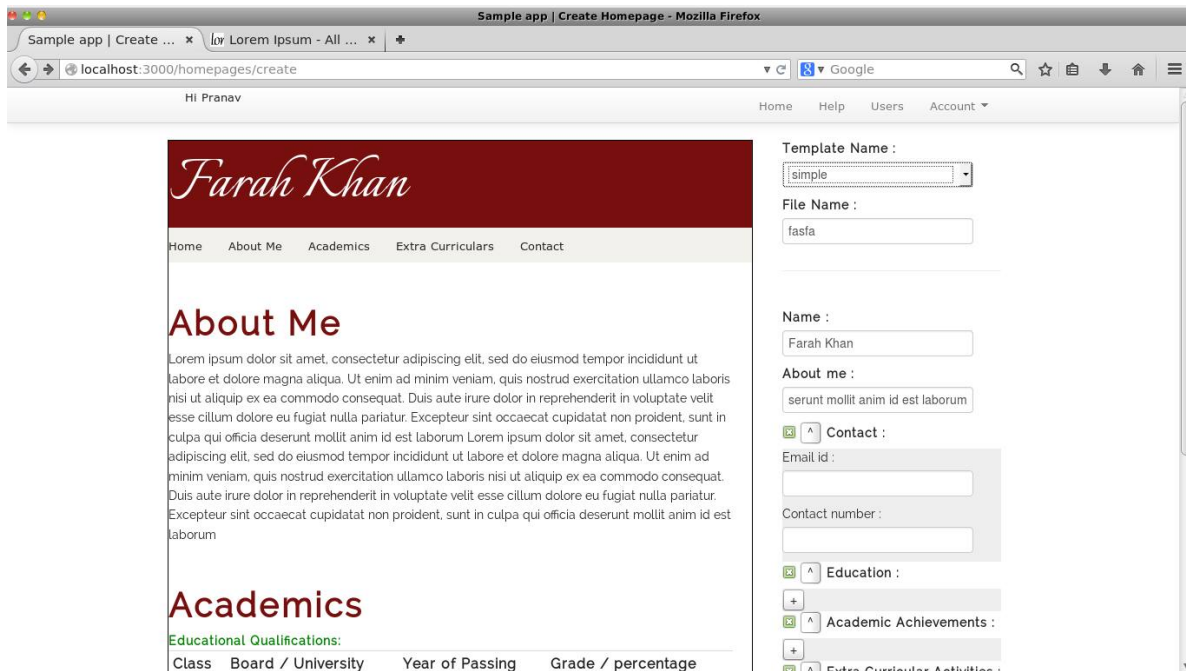 Sample app | Create Homepage - Mozilla Firefox
Sample app | Create ...
Lorem Ipsum - All ...
localhost:3000/homepages/create
Google
Hi Pranav
Home Help Users Account
Farah Khan
Home About Me Academics Extra Curriculars Contact
About Me
Lorem ipsum dolor sit amet, consectetur adipiscing elit, sed do eiusmod tempor incididunt ut
labore et dolore magna aliqua. Ut enim ad minim veniam, quis nostrud exercitation ullamco laboris
nisi ut aliquip ex ea commodo consequat. Duis aute irure dolor in reprehenderit in voluptate velit
esse cillum dolore eu fugiat nulla pariatur. Excepteur sint occaecat cupidatat non proident, sunt in
culpa qui officia deserunt mollit anim id est laborum Lorem ipsum dolor sit amet, consectetur
adipiscing elit, sed do eiusmod tempor incididunt ut labore et dolore magna aliqua. Ut enim ad
minim veniam, quis nostrud exercitation ullamco laboris nisi ut aliquip ex ea commodo consequat.
Duis aute irure dolor in reprehenderit in voluptate velit esse cillum dolore eu fugiat nulla pariatur.
Excepteur sint occaecat cupidatat non proident, sunt in culpa qui officia deserunt mollit anim id est
laborum
Academics
Educational Qualifications:
Class Board / University Year of Passing Grade / percentage
Template Name :
simple
File Name :
fasfa
Name :
Farah Khan
About me :
serunt mollit anim id est laborum
^ Contact :
Email id :
Contact number :
^ Education :
+
^ Academic Achievements :
+
^ Extra Curricular Activities :